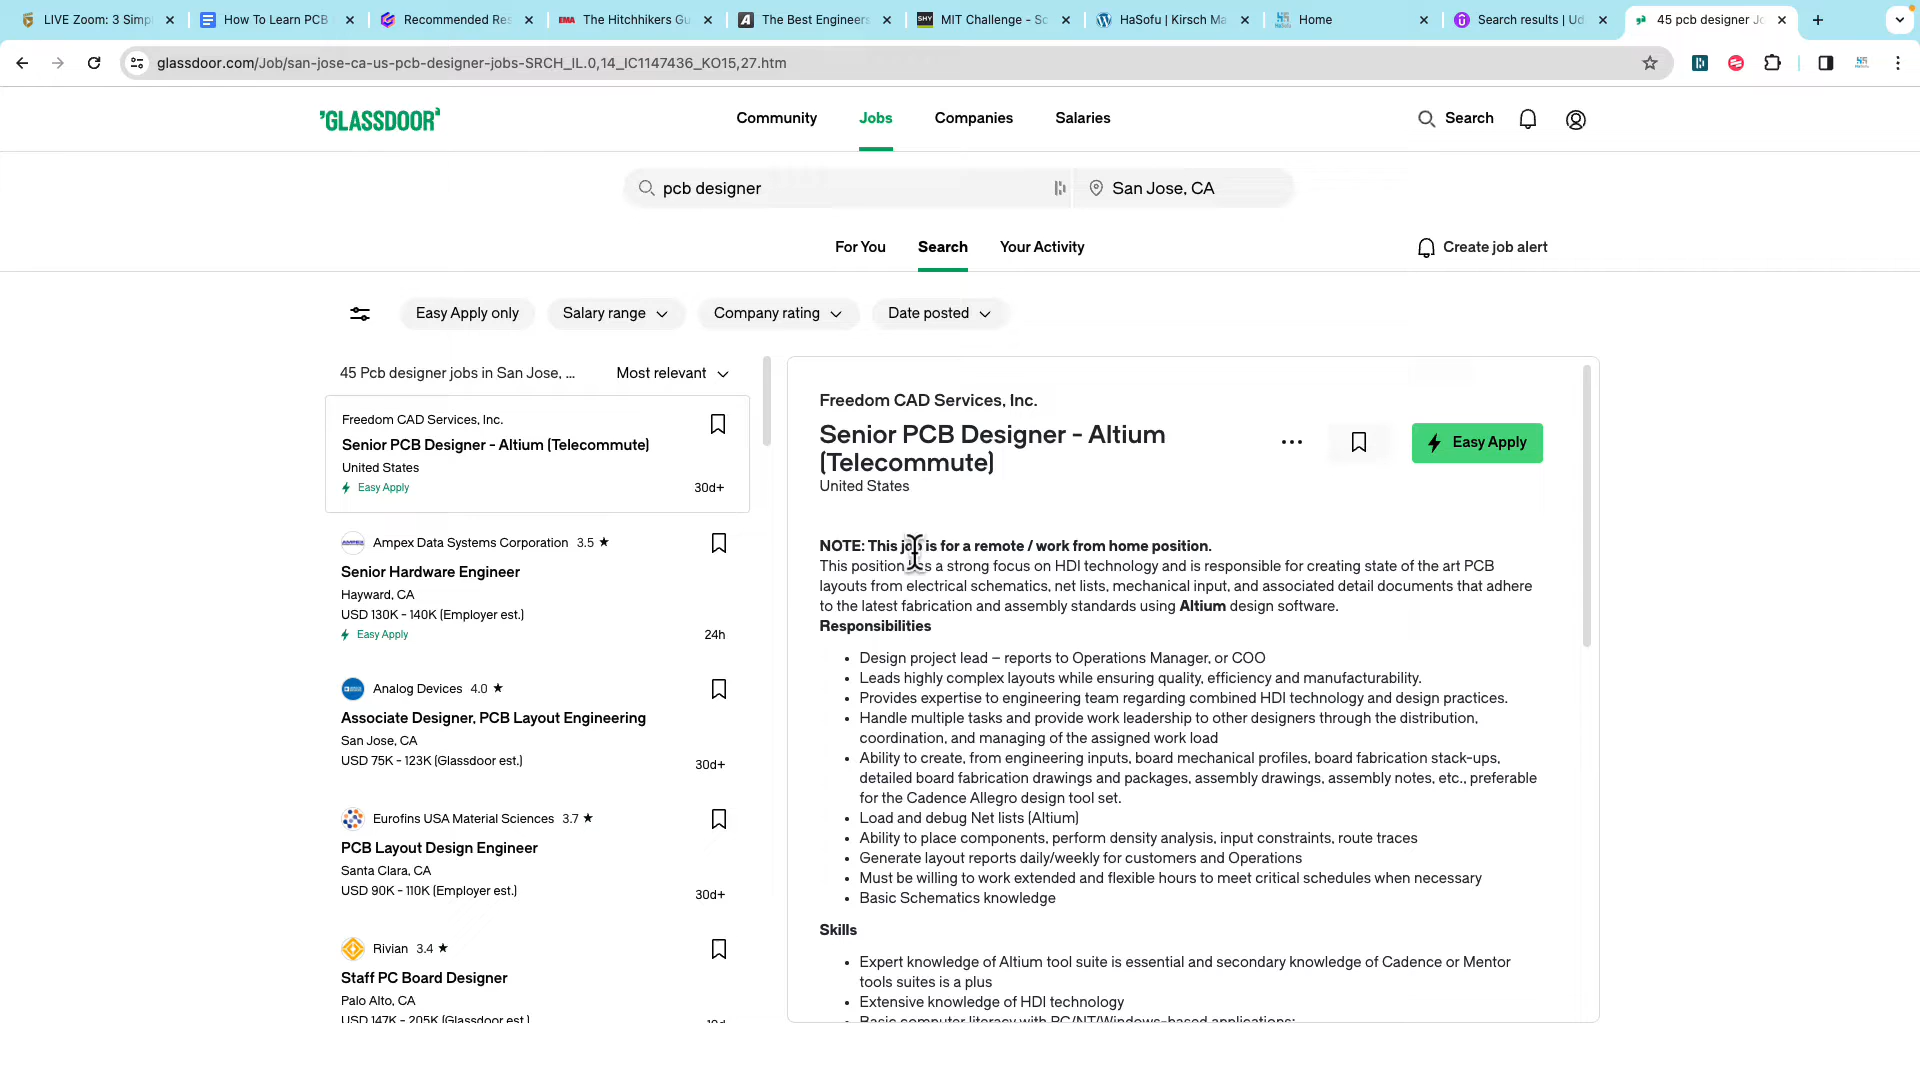 LIVE Zoom: 3 Simpl
How To Learn PCB
Recommended Res
EMA The Hitchhikers Gu
The Best Engineers
SHY MIT Challenge - Sc
HaSofu | Kirsch Ma
Home
Search results | Ud
45 pcb designer Jo
glassdoor.com/Job/san-jose-ca-us-pcb-designer-jobs-SRCH_IL.0,14_IC1147436_KO15,27.htm
GLASSDOOR
Community
Jobs
Companies
Salaries
Search
pcb designer
San Jose, CA
For You
Search
Your Activity
Create job alert
Easy Apply only
Salary range
Company rating
Date posted
45 Pcb designer jobs in San Jose, ...
Most relevant
Freedom CAD Services, Inc.
Senior PCB Designer - Altium (Telecommute)
United States
Easy Apply
30d+
AMPEX
Ampex Data Systems Corporation 3.5 ★
Senior Hardware Engineer
Hayward, CA
USD 130K - 140K (Employer est.)
Easy Apply
24h
Analog Devices 4.0 ★
Associate Designer, PCB Layout Engineering
San Jose, CA
USD 75K - 123K (Glassdoor est.)
30d+
Eurofins USA Material Sciences 3.7 ★
PCB Layout Design Engineer
Santa Clara, CA
USD 90K - 110K (Employer est.)
30d+
Rivian 3.4 ★
Staff PC Board Designer
Palo Alto, CA
USD 147K - 205K (Glassdoor est.)
Freedom CAD Services, Inc.
Senior PCB Designer - Altium
(Telecommute)
United States
Easy Apply
NOTE: This job is for a remote / work from home position.
This position has a strong focus on HDI technology and is responsible for creating state of the art PCB
layouts from electrical schematics, net lists, mechanical input, and associated detail documents that adhere
to the latest fabrication and assembly standards using Altium design software.
Responsibilities
• Design project lead – reports to Operations Manager, or COO
• Leads highly complex layouts while ensuring quality, efficiency and manufacturability.
• Provides expertise to engineering team regarding combined HDI technology and design practices.
• Handle multiple tasks and provide work leadership to other designers through the distribution,
coordination, and managing of the assigned work load
• Ability to create, from engineering inputs, board mechanical profiles, board fabrication stack-ups,
detailed board fabrication drawings and packages, assembly drawings, assembly notes, etc., preferable
for the Cadence Allegro design tool set.
• Load and debug Net lists (Altium)
• Ability to place components, perform density analysis, input constraints, route traces
• Generate layout reports daily/weekly for customers and Operations
• Must be willing to work extended and flexible hours to meet critical schedules when necessary
• Basic Schematics knowledge
Skills
• Expert knowledge of Altium tool suite is essential and secondary knowledge of Cadence or Mentor
tools suites is a plus
• Extensive knowledge of HDI technology
• Basic computer literacy with PC/NT/Windows-based applications: